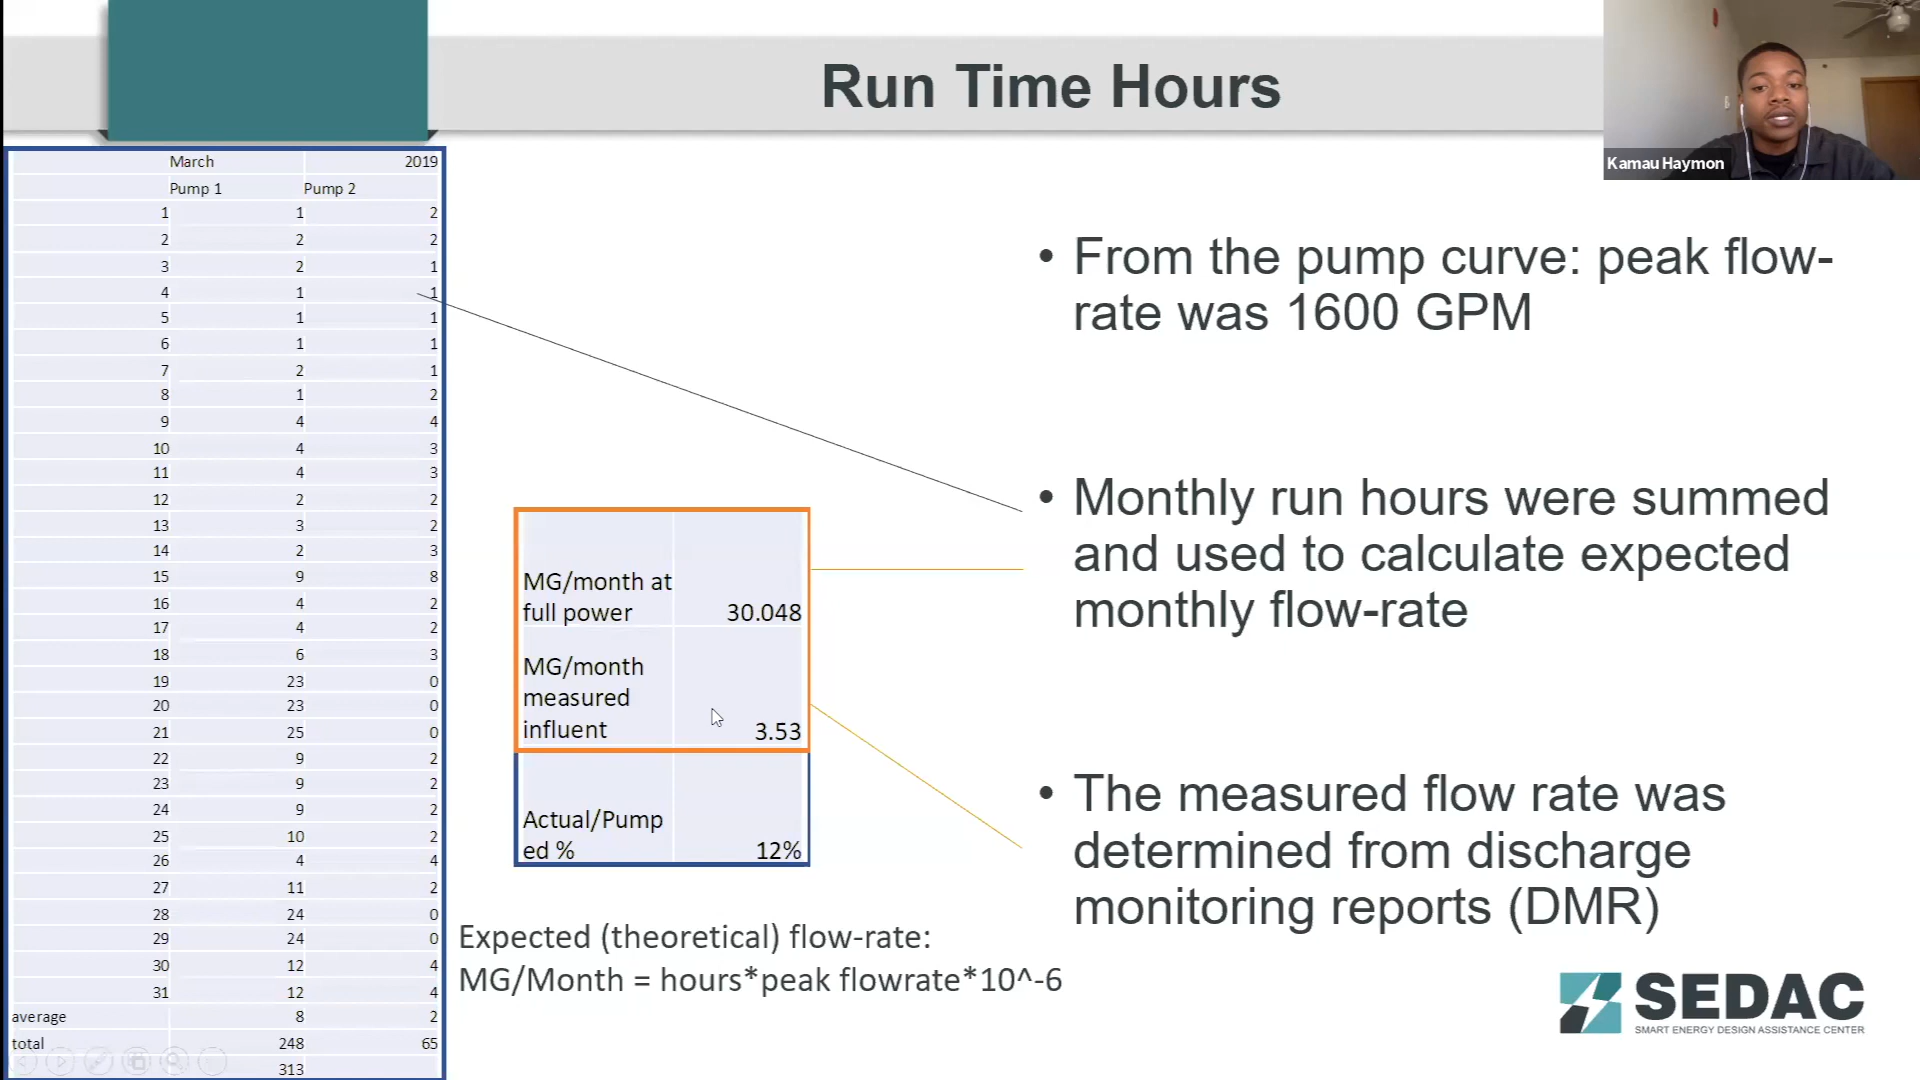 Run Time Hours
Kamau Haymon
March 2019
Pump 1 Pump 2
1 1 2
2 2 2
3 2 1
4 1 1
5 1 1
6 1 1
7 2 1
8 1 2
9 4 4
10 4 3
11 4 3
12 2 2
13 3 2
14 2 3
15 9 8
16 4 2
17 4 2
18 6 3
19 23 0
20 23 0
21 25 0
22 9 2
23 9 2
24 9 2
25 10 2
26 4 4
27 11 2
28 24 0
29 24 0
30 12 4
31 12 4
average 8 2
total 248 65
313
MG/month at
full power 30.048
MG/month
measured
influent 3.53
Actual/Pump
ed % 12%
Expected (theoretical) flow-rate:
MG/Month = hours*peak flowrate*10^-6
• From the pump curve: peak flow-
rate was 1600 GPM
• Monthly run hours were summed
and used to calculate expected
monthly flow-rate
• The measured flow rate was
determined from discharge
monitoring reports (DMR)
SEDAC
SMART ENERGY DESIGN ASSISTANCE CENTER